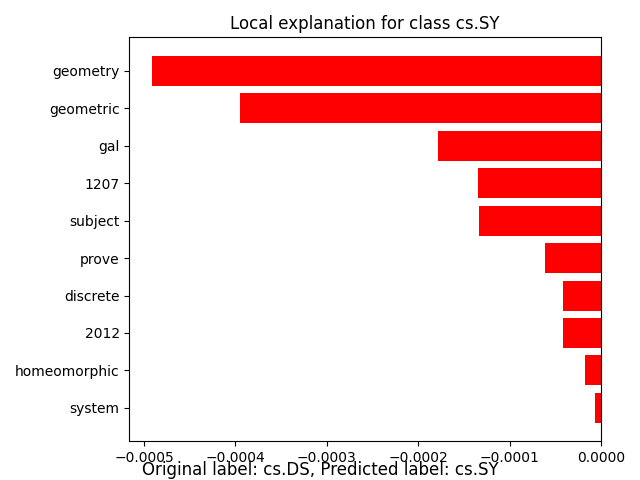 Local explanation for class cs.SY
geometry
geometric
gal
1207
subject
prove
discrete
2012
homeomorphic
system
−0.0005 −0.0004 −0.0003 −0.0002 −0.0001 0.0000
Original label: cs.DS, Predicted label: cs.SY